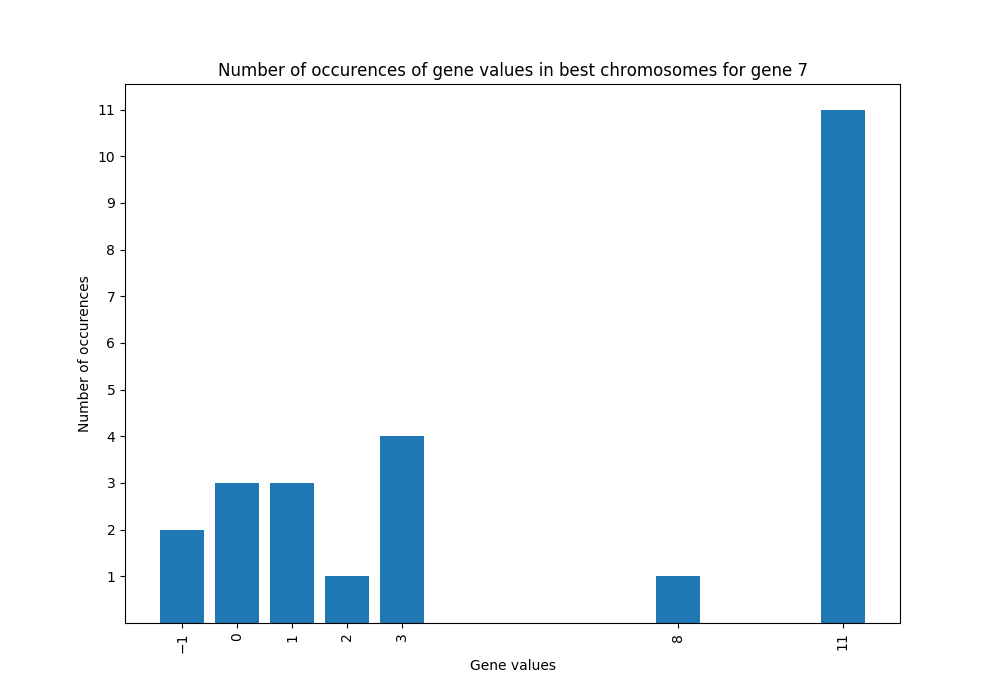 Number of occurences of gene values in best chromosomes for gene 7
11
10
9
8
7
6
5
4
3
2
1
Number of occurences
−1 0 1 2 3 8 11
Gene values